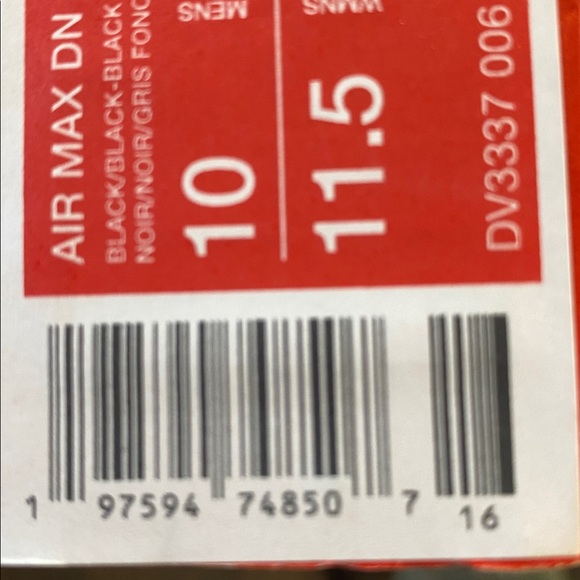 AIR MAX DN
BLACK/BLACK-BLACK
NOIR/NOIR/GRIS FONC
10
MENS
11.5
WMNS
DV3337 006
1 97594 74850 7 16